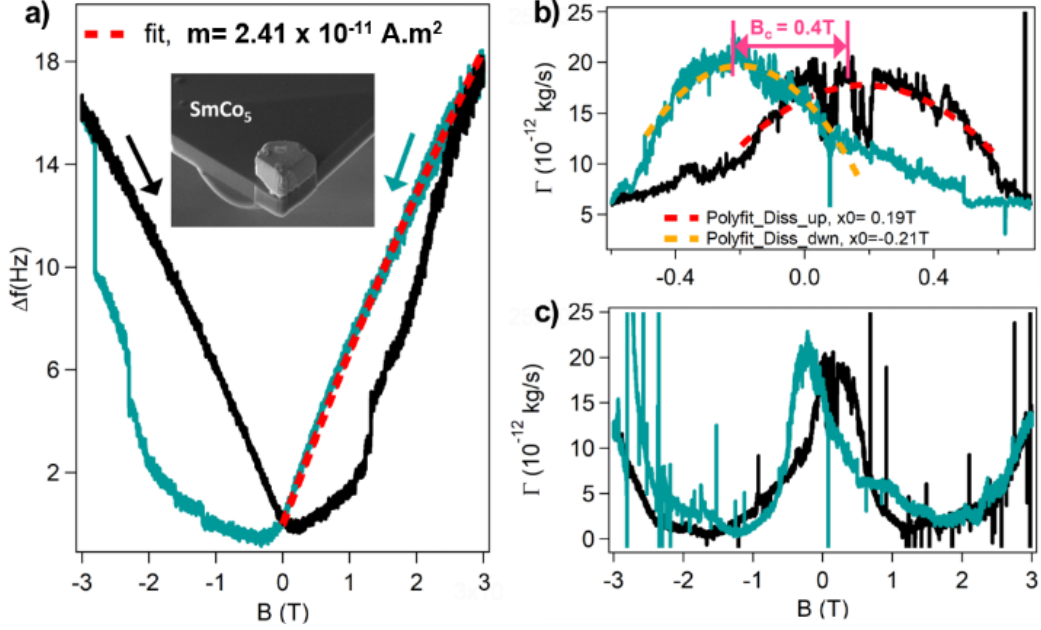 a)
fit, m= 2.41 x 10⁻¹¹ A.m²
SmCo₅
18
14
10
6
2
Δf(Hz)
-3 -2 -1 0 1 2 3
B (T)
b)
B_c = 0.4T
25
20
15
10
5
Γ (10⁻¹² kg/s)
Polyfit_Diss_up, x0= 0.19T
Polyfit_Diss_dwn, x0=-0.21T
-0.4 0.0 0.4
c)
25
20
15
10
5
0
Γ (10⁻¹² kg/s)
-3 -2 -1 0 1 2 3
B (T)